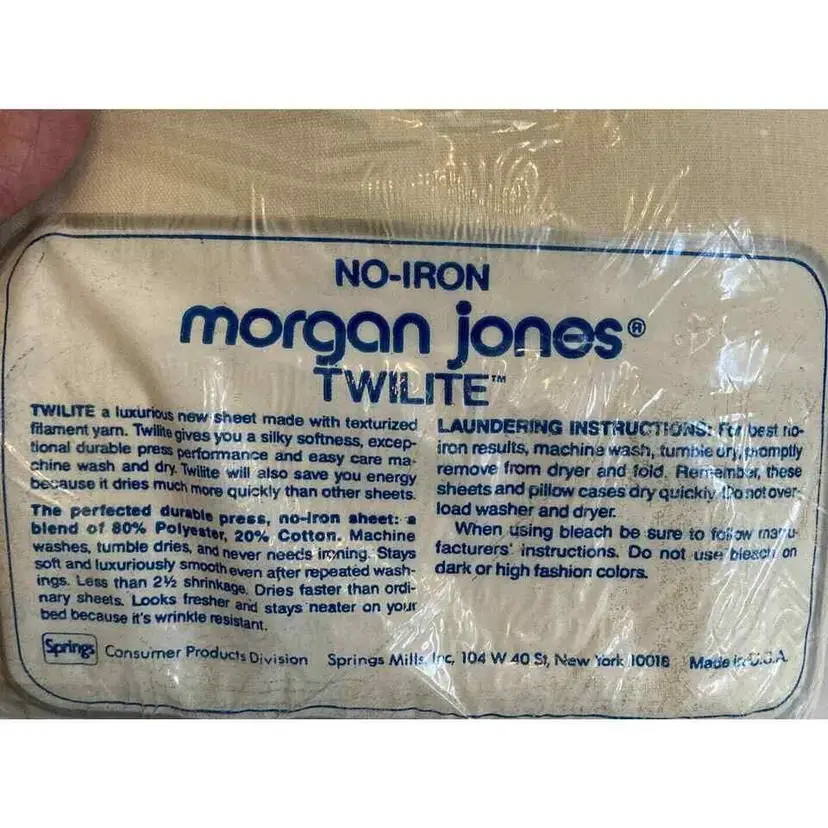 NO-IRON
morgan jones®
TWILITE™
TWILITE a luxurious new sheet made with texturized
filament yarn. Twilite gives you a silky softness, excep-
tional durable press performance and easy care ma-
chine wash and dry. Twilite will also save you energy
because it dries much more quickly than other sheets.
The perfected durable press, no-iron sheet: a
blend of 80% Polyester, 20% Cotton. Machine
washes, tumble dries, and never needs ironing. Stays
soft and luxuriously smooth even after repeated wash-
ings. Less than 2½ shrinkage. Dries faster than ordi-
nary sheets. Looks fresher and stays neater on your
bed because it's wrinkle resistant.
LAUNDERING INSTRUCTIONS: For best no-
iron results, machine wash, tumble dry, promptly
remove from dryer and fold. Remember, these
sheets and pillow cases dry quickly. Do not over-
load washer and dryer.
When using bleach be sure to follow manu-
facturers' instructions. Do not use bleach on
dark or high fashion colors.
Springs Consumer Products Division Springs Mills, Inc, 104 W 40 St, New York 10018 Made in U.S.A.